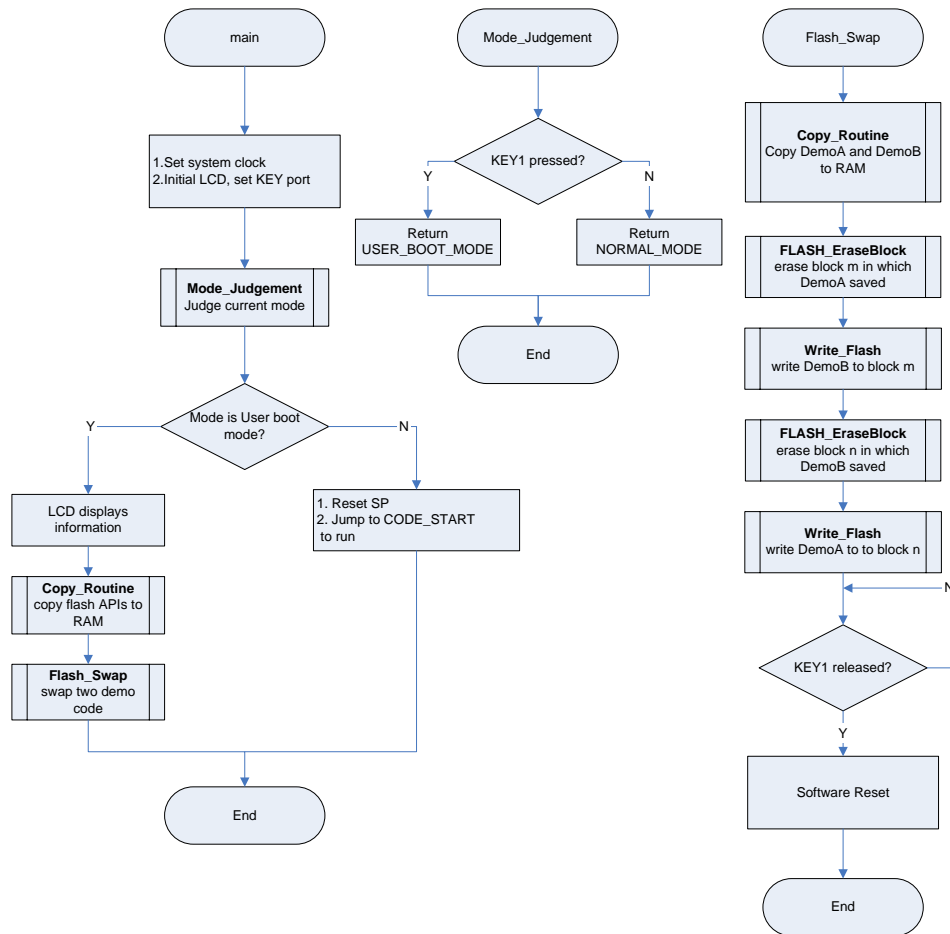 main
1.Set system clock
2.Initial LCD, set KEY port
Mode_Judgement
Judge current mode
Mode is User boot
mode?
Y
N
LCD displays
information
1. Reset SP
2. Jump to CODE_START
to run
Copy_Routine
copy flash APIs to
RAM
Flash_Swap
swap two demo
code
End
Mode_Judgement
KEY1 pressed?
Y
N
Return
USER_BOOT_MODE
Return
NORMAL_MODE
End
Flash_Swap
Copy_Routine
Copy DemoA and DemoB
to RAM
FLASH_EraseBlock
erase block m in which
DemoA saved
Write_Flash
write DemoB to block m
FLASH_EraseBlock
erase block n in which
DemoB saved
Write_Flash
write DemoA to to block n
N
KEY1 released?
Y
Software Reset
End